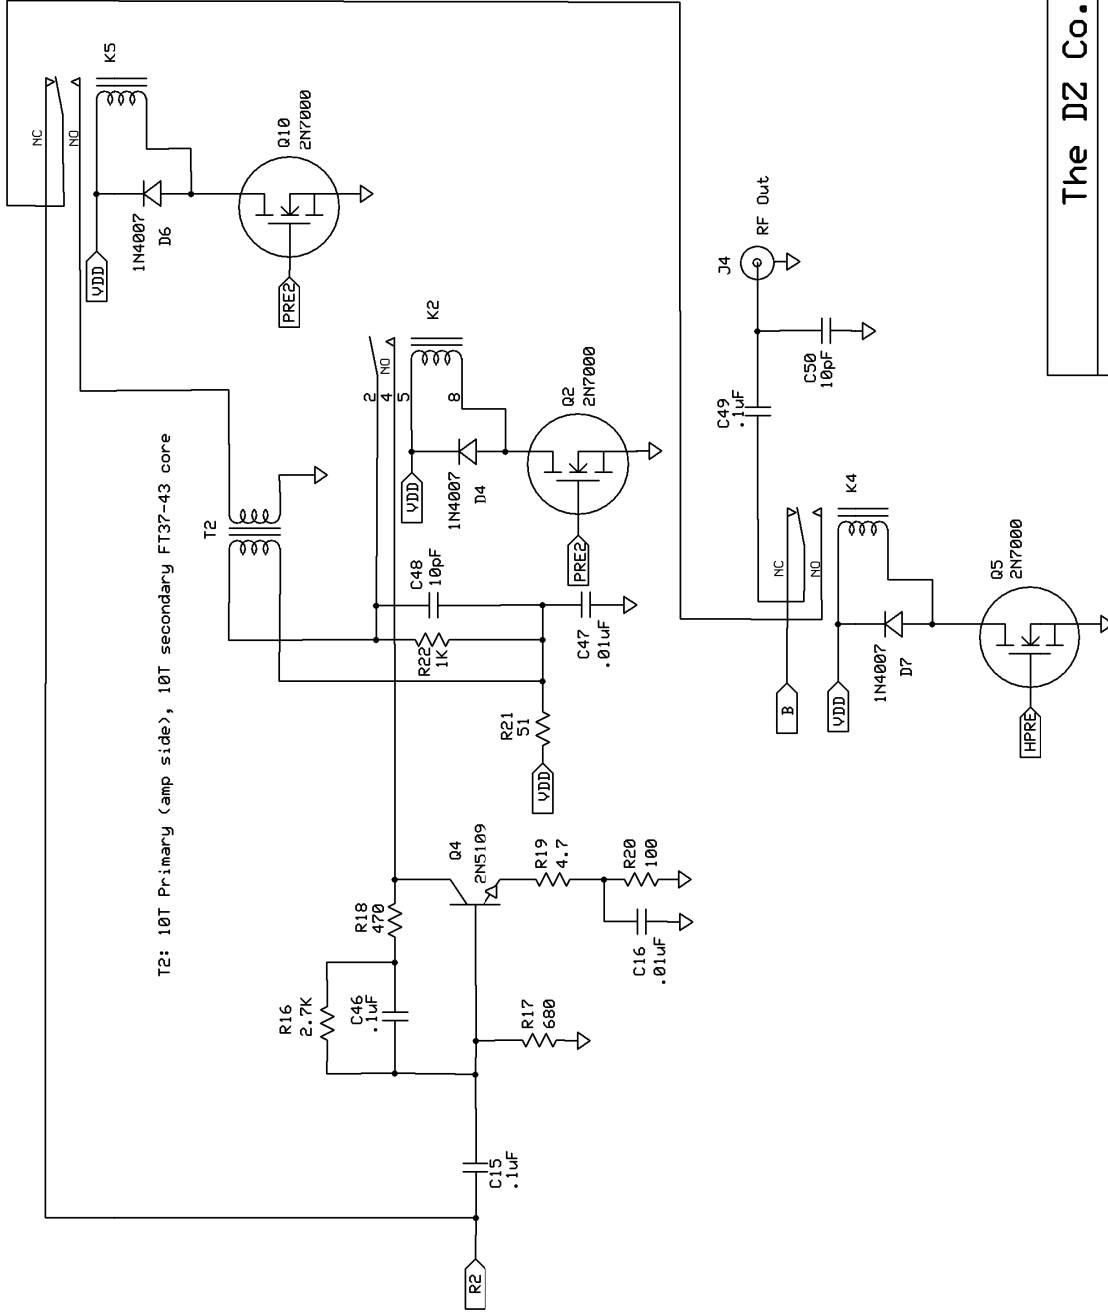 NC
NO
K5
VDD
1N4007
D6
Q10
2N7000
PRE2
T2: 10T Primary (amp side), 10T secondary FT37-43 core
T2
K2
NO
2
4
5
8
VDD
1N4007
D4
Q2
2N7000
PRE2
C48
10pF
R22
1K
C47
.01uF
R21
51
VDD
Q4
2N5109
R19
4.7
R20
100
C16
.01uF
R18
470
R16
2.7K
C46
.1uF
R17
680
C15
.1uF
R2
J4
RF Out
C50
10pF
C49
.1uF
NC
NO
K4
B
VDD
1N4007
D7
Q5
2N7000
HPRE
The DZ Co.